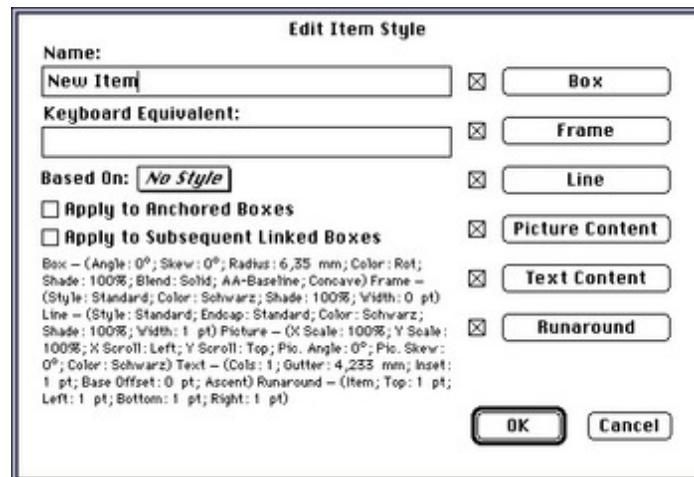 Edit Item Style
Name:
New Item
Keyboard Equivalent:
Based On: No Style
Apply to Anchored Boxes
Apply to Subsequent Linked Boxes
Box – (Angle: 0°; Skew: 0°; Radius: 6,35 mm; Color: Rot;
Shade: 100%; Blend: Solid; AA-Baseline; Concave) Frame –
(Style: Standard; Color: Schwarz; Shade: 100%; Width: 0 pt)
Line – (Style: Standard; Endcap: Standard; Color: Schwarz;
Shade: 100%; Width: 1 pt) Picture – (X Scale: 100%; Y Scale:
100%; X Scroll: Left; Y Scroll: Top; Pic. Angle: 0°; Pic. Skew:
0°; Color: Schwarz) Text – (Cols: 1; Gutter: 4,233 mm; Inset:
1 pt; Base Offset: 0 pt; Ascent) Runaround – (Item; Top: 1 pt;
Left: 1 pt; Bottom: 1 pt; Right: 1 pt)
Box
Frame
Line
Picture Content
Text Content
Runaround
OK
Cancel